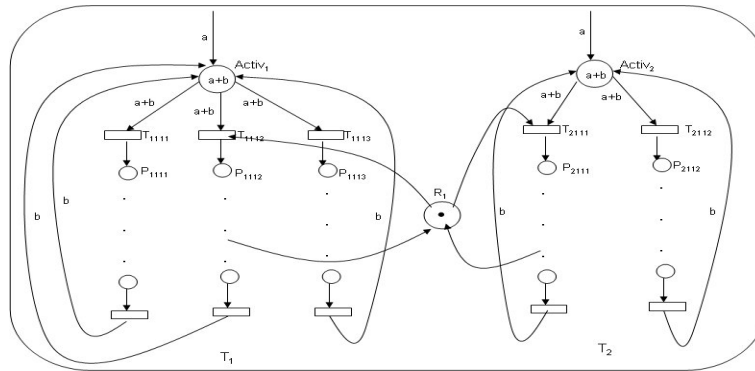 a
a
Activ1
Activ2
a+b
a+b
a+b
a+b
a+b
a+b
a+b
T1111
T1112
T1113
T2111
T2112
P1111
P1112
P1113
P2111
P2112
R1
b
b
b
b
b
T1
T2